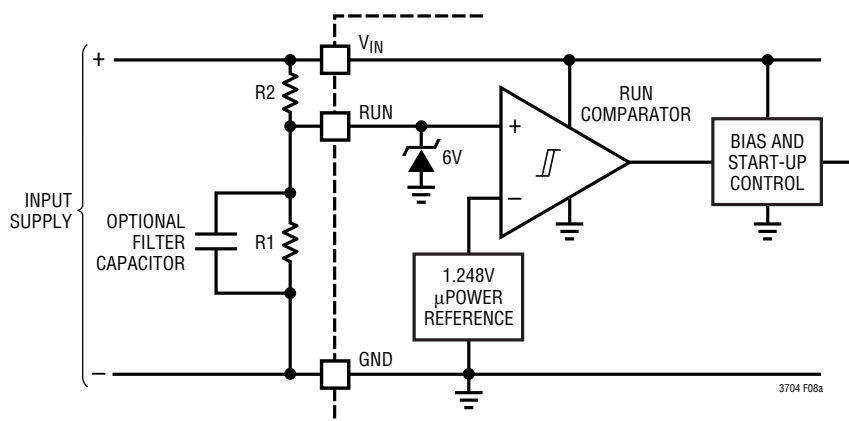 +
V_IN
R2
RUN
+
RUN
COMPARATOR
6V
BIAS AND
START-UP
CONTROL
INPUT
SUPPLY
OPTIONAL
FILTER
CAPACITOR
R1
−
1.248V
µPOWER
REFERENCE
−
GND
3704 F08a